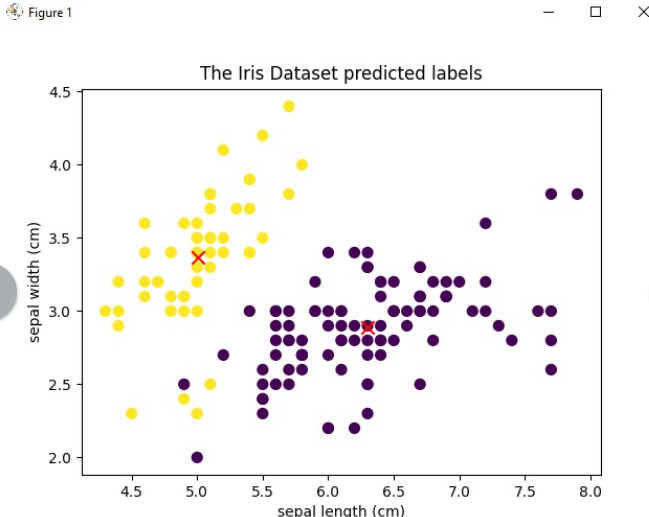 Figure 1
The Iris Dataset predicted labels
4.5
4.0
3.5
3.0
2.5
2.0
sepal width (cm)
4.5 5.0 5.5 6.0 6.5 7.0 7.5 8.0
sepal length (cm)